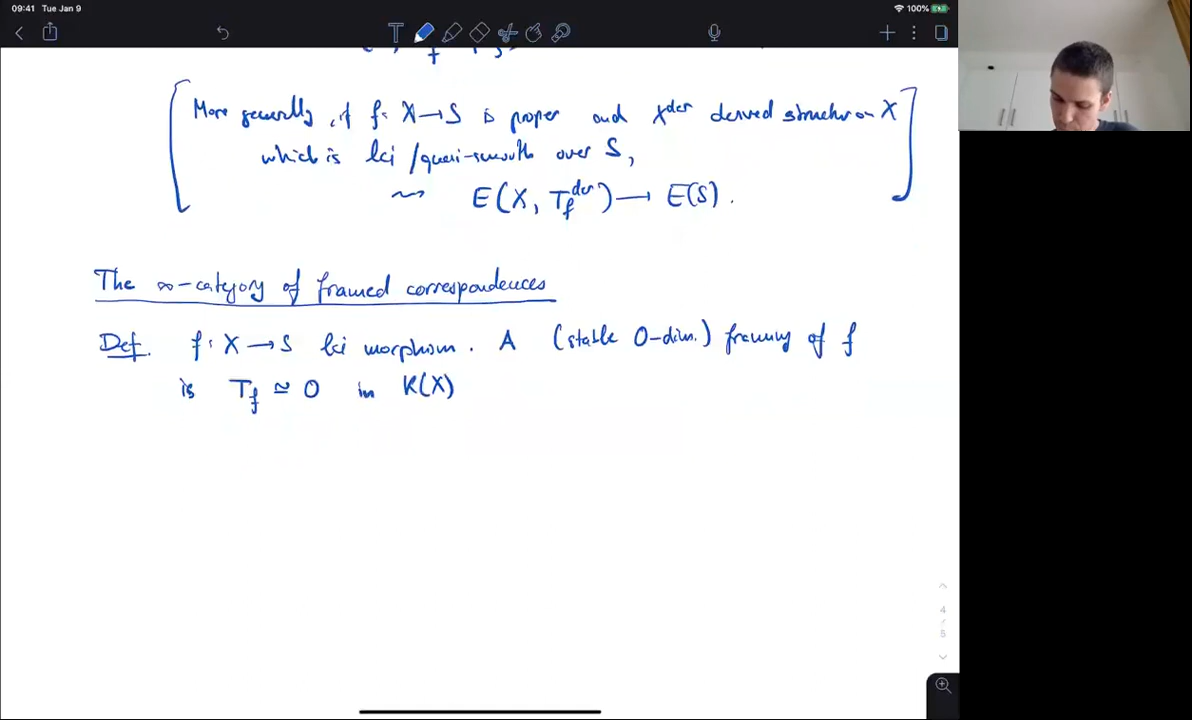 09:41 Tue Jan 9
100%
More generally, if f: X → S is proper and X^der derived structure on X
which is lci / quasi-smooth over S,
⇝ E(X, T_f^der) → E(S).
The ∞-category of framed correspondences
Def. f: X → S lci morphism. A (stable 0-dim.) framing of f
is T_f ≃ 0 in K(X)
4
5